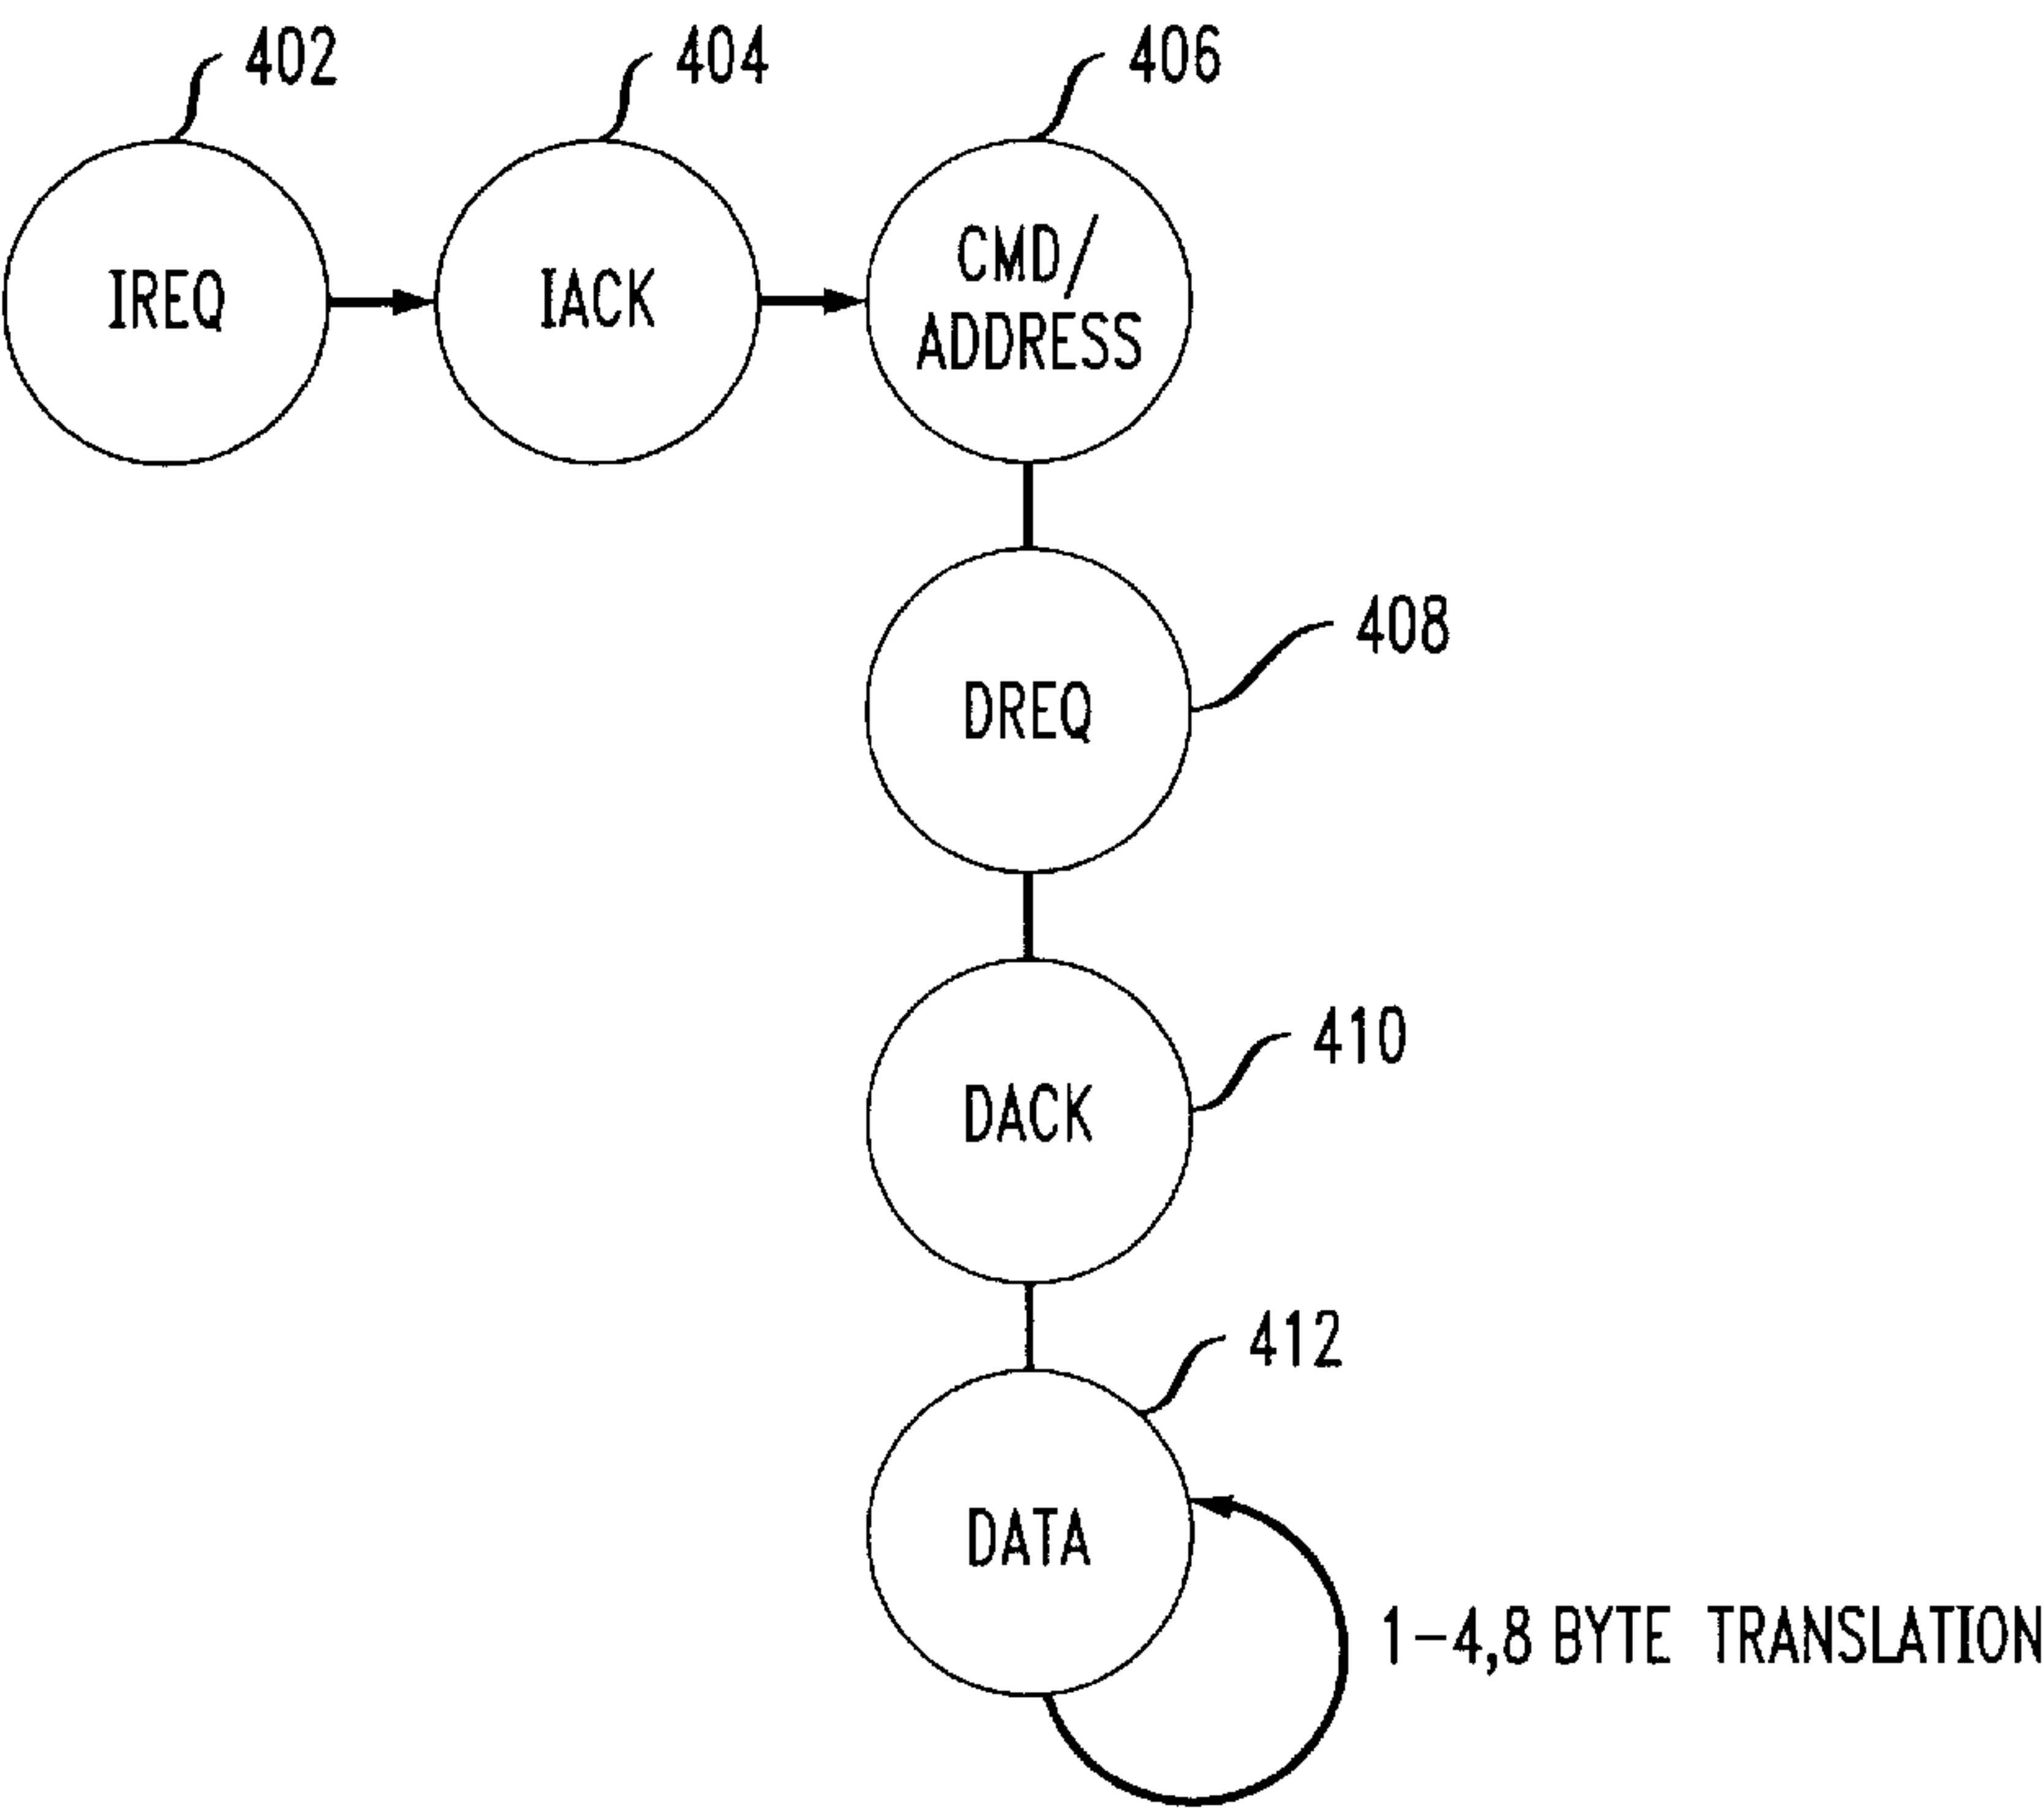 402
404
406
IREQ
IACK
CMD/
ADDRESS
DREQ
408
DACK
410
412
DATA
1-4,8 BYTE TRANSLATION